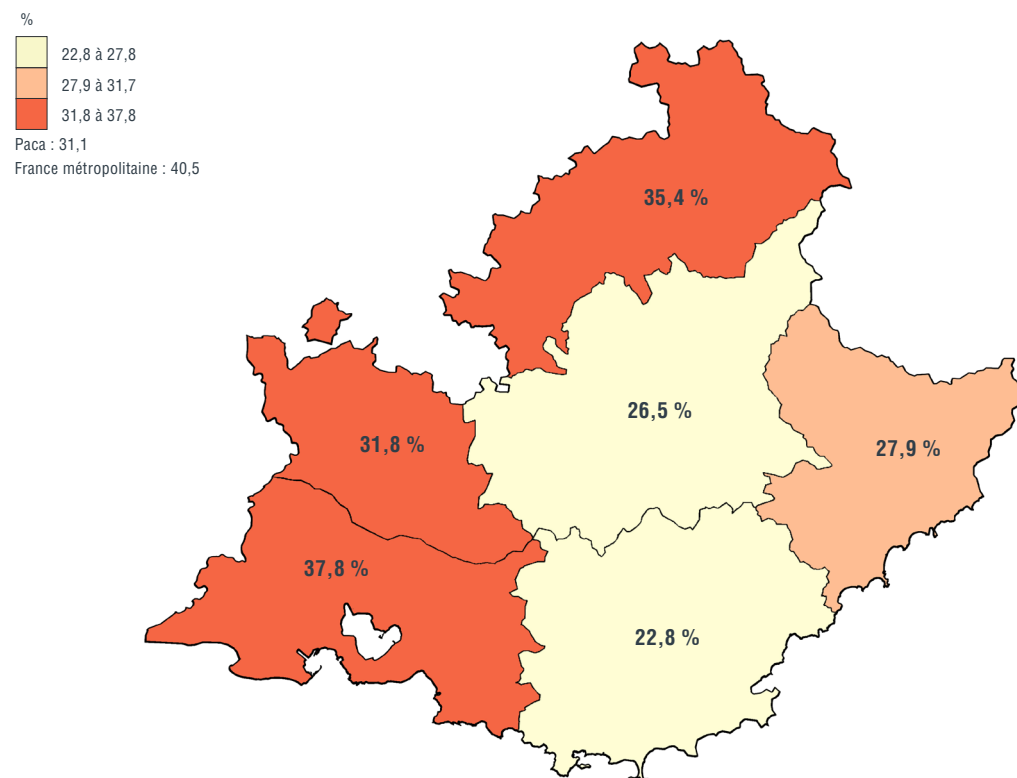 %
22,8 à 27,8
27,9 à 31,7
31,8 à 37,8
Paca : 31,1
France métropolitaine : 40,5
35,4 %
26,5 %
31,8 %
27,9 %
37,8 %
22,8 %